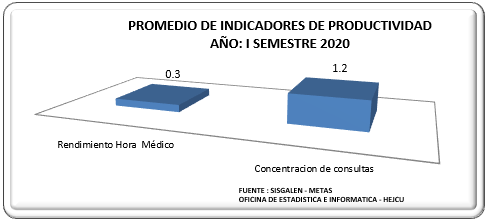 PROMEDIO DE INDICADORES DE PRODUCTIVIDAD
AÑO: I SEMESTRE 2020
0.3
1.2
Rendimiento Hora Médico
Concentracion de consultas
FUENTE : SISGALEN - METAS
OFICINA DE ESTADISTICA E INFORMATICA - HEJCU